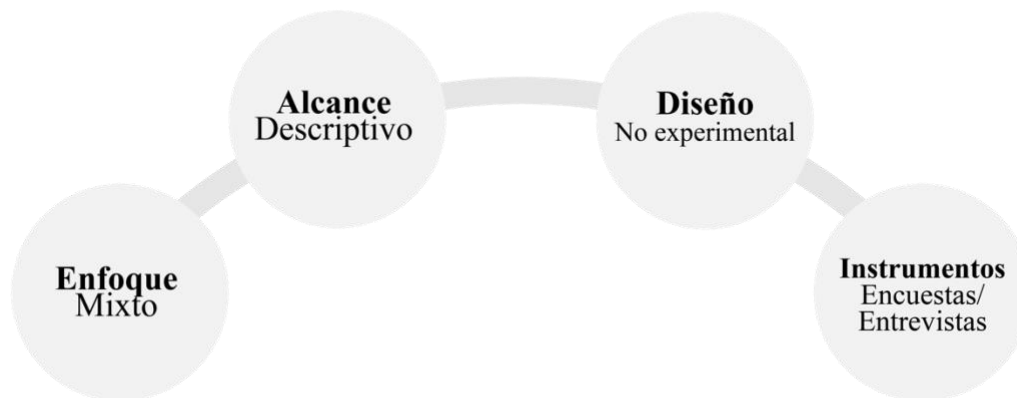 Alcance
Descriptivo
Diseño
No experimental
Enfoque
Mixto
Instrumentos
Encuestas/
Entrevistas